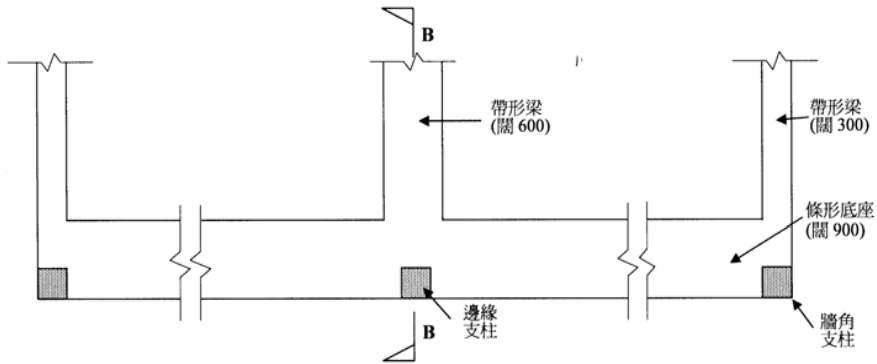 B
帶形梁
(闊 600)
帶形梁
(闊 300)
條形底座
(闊 900)
邊緣
支柱
B
牆角
支柱